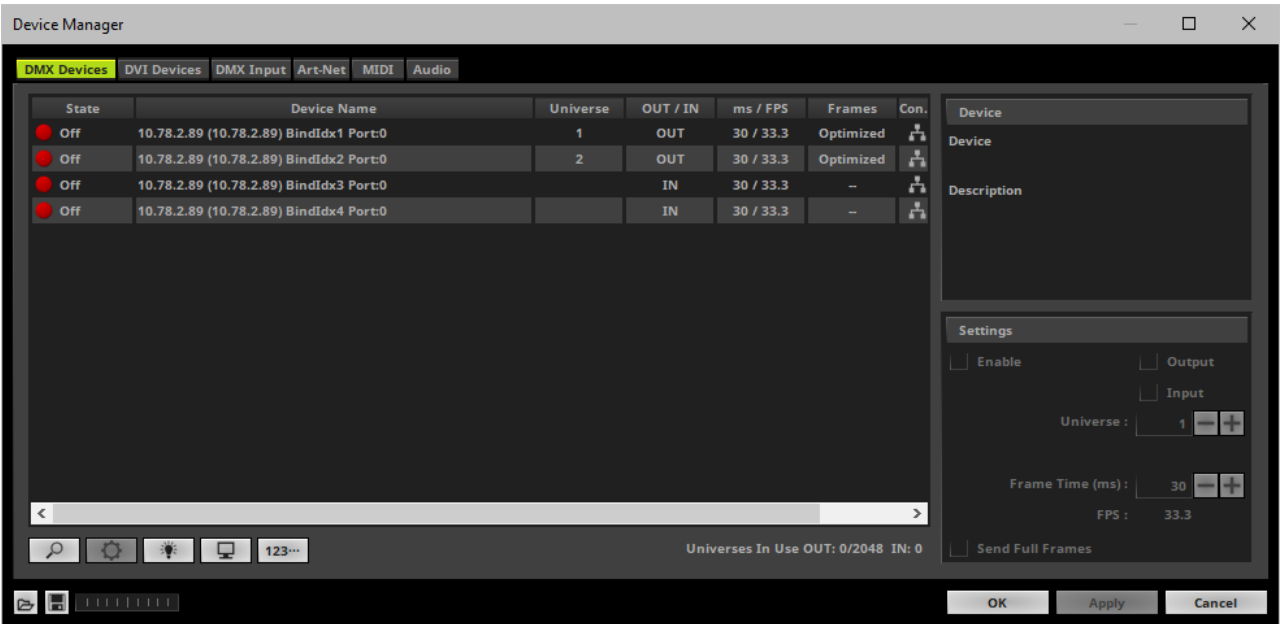 Device Manager
DMX Devices DVI Devices DMX Input Art-Net MIDI Audio
State Device Name Universe OUT / IN ms / FPS Frames Con.
Off 10.78.2.89 (10.78.2.89) BindIdx1 Port:0 1 OUT 30 / 33.3 Optimized
Off 10.78.2.89 (10.78.2.89) BindIdx2 Port:0 2 OUT 30 / 33.3 Optimized
Off 10.78.2.89 (10.78.2.89) BindIdx3 Port:0 IN 30 / 33.3 --
Off 10.78.2.89 (10.78.2.89) BindIdx4 Port:0 IN 30 / 33.3 --
Device
Device
Description
Settings
Enable Output
Input
Universe : 1
Frame Time (ms) : 30
FPS : 33.3
Send Full Frames
123...
Universes In Use OUT: 0/2048 IN: 0
OK Apply Cancel